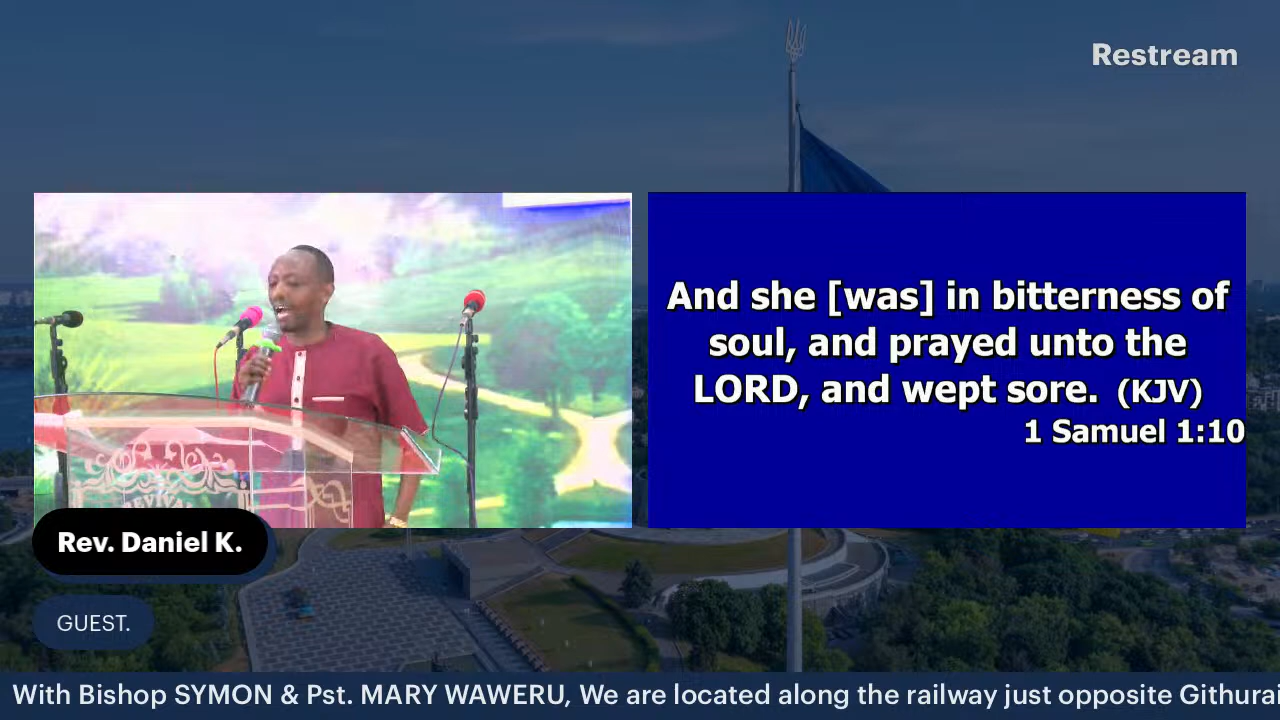 Restream
And she [was] in bitterness of
soul, and prayed unto the
LORD, and wept sore. (KJV)
1 Samuel 1:10
REVIVAL
Rev. Daniel K.
GUEST.
With Bishop SYMON & Pst. MARY WAWERU, We are located along the railway just opposite Githurai